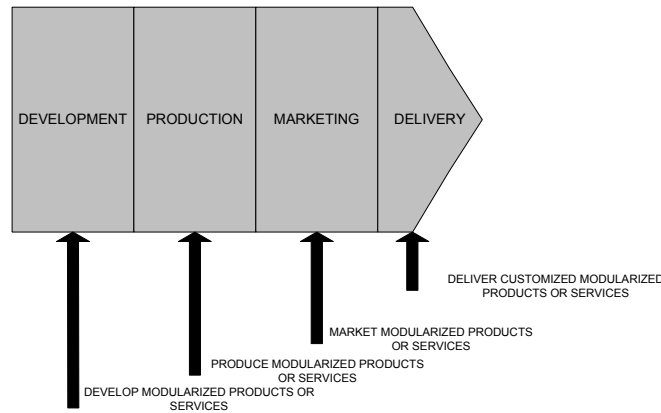 DEVELOPMENT
PRODUCTION
MARKETING
DELIVERY
DELIVER CUSTOMIZED MODULARIZED
PRODUCTS OR SERVICES
MARKET MODULARIZED PRODUCTS
OR SERVICES
PRODUCE MODULARIZED PRODUCTS
OR SERVICES
DEVELOP MODULARIZED PRODUCTS OR
SERVICES